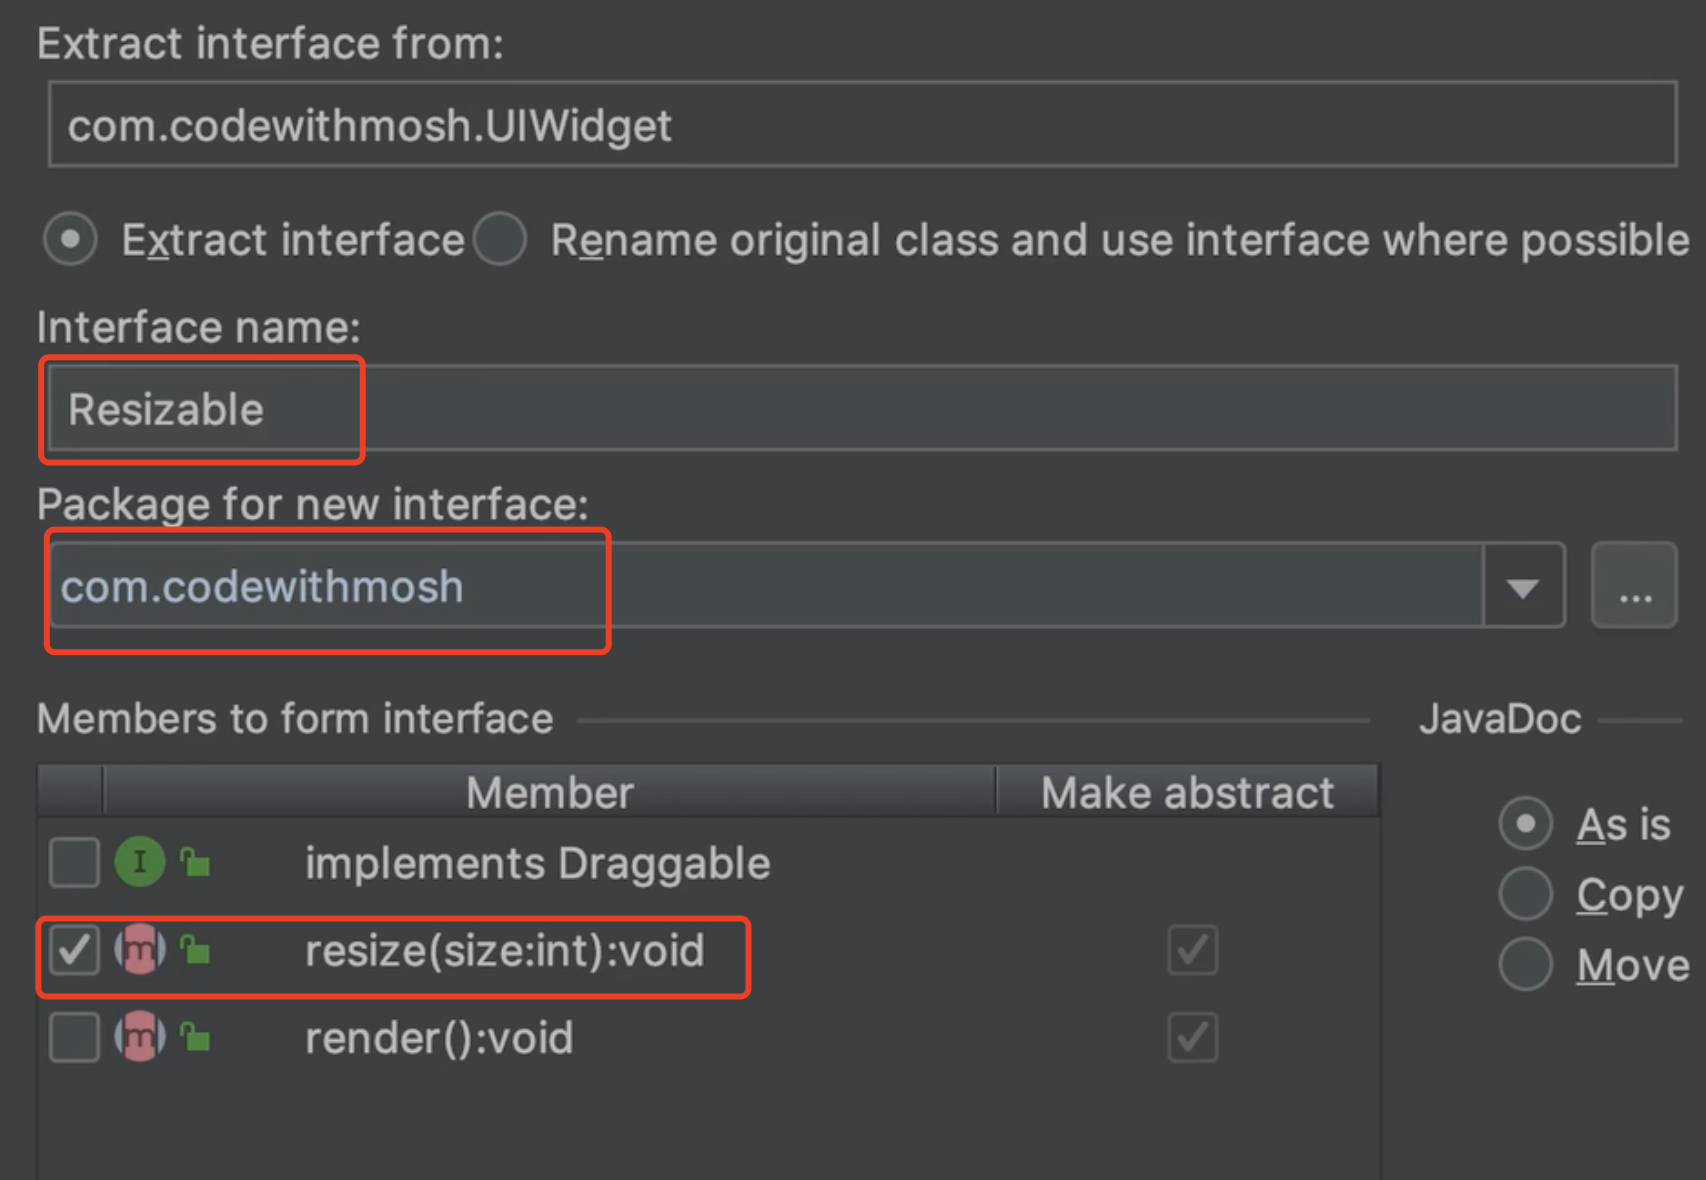 Extract interface from:
com.codewithmosh.UIWidget
Extract interface Rename original class and use interface where possible
Interface name:
Resizable
Package for new interface:
com.codewithmosh
...
Members to form interface
JavaDoc
Member Make abstract
I implements Draggable
m resize(size:int):void
m render():void
As is
Copy
Move